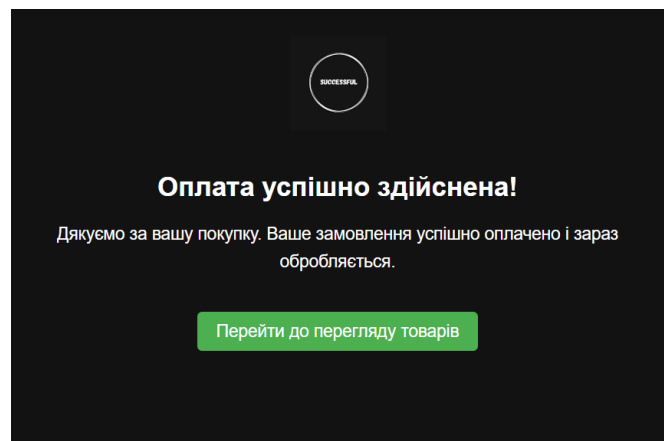 SUCCESSFUL
Оплата успішно здійснена!
Дякуємо за вашу покупку. Ваше замовлення успішно оплачено і зараз
обробляється.
Перейти до перегляду товарів